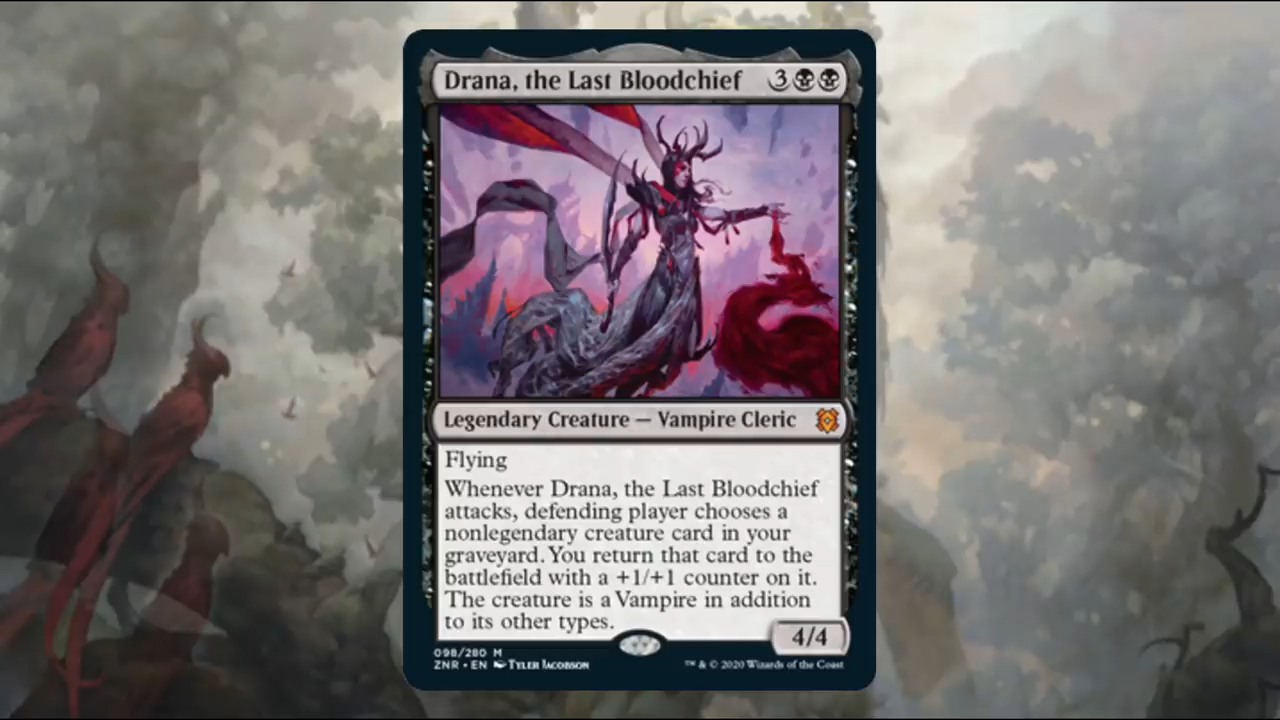 Drana, the Last Bloodchief 3
Legendary Creature — Vampire Cleric
Flying
Whenever Drana, the Last Bloodchief
attacks, defending player chooses a
nonlegendary creature card in your
graveyard. You return that card to the
battlefield with a +1/+1 counter on it.
The creature is a Vampire in addition
to its other types.
4/4
098/280 M
ZNR • EN Tyler Jacobson
™ & © 2020 Wizards of the Coast